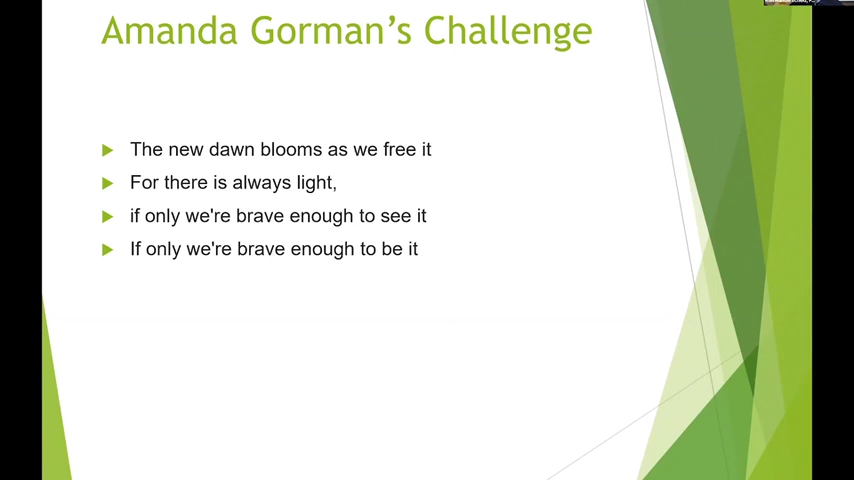 Amanda Gorman's Challenge
The new dawn blooms as we free it
For there is always light,
if only we're brave enough to see it
If only we're brave enough to be it